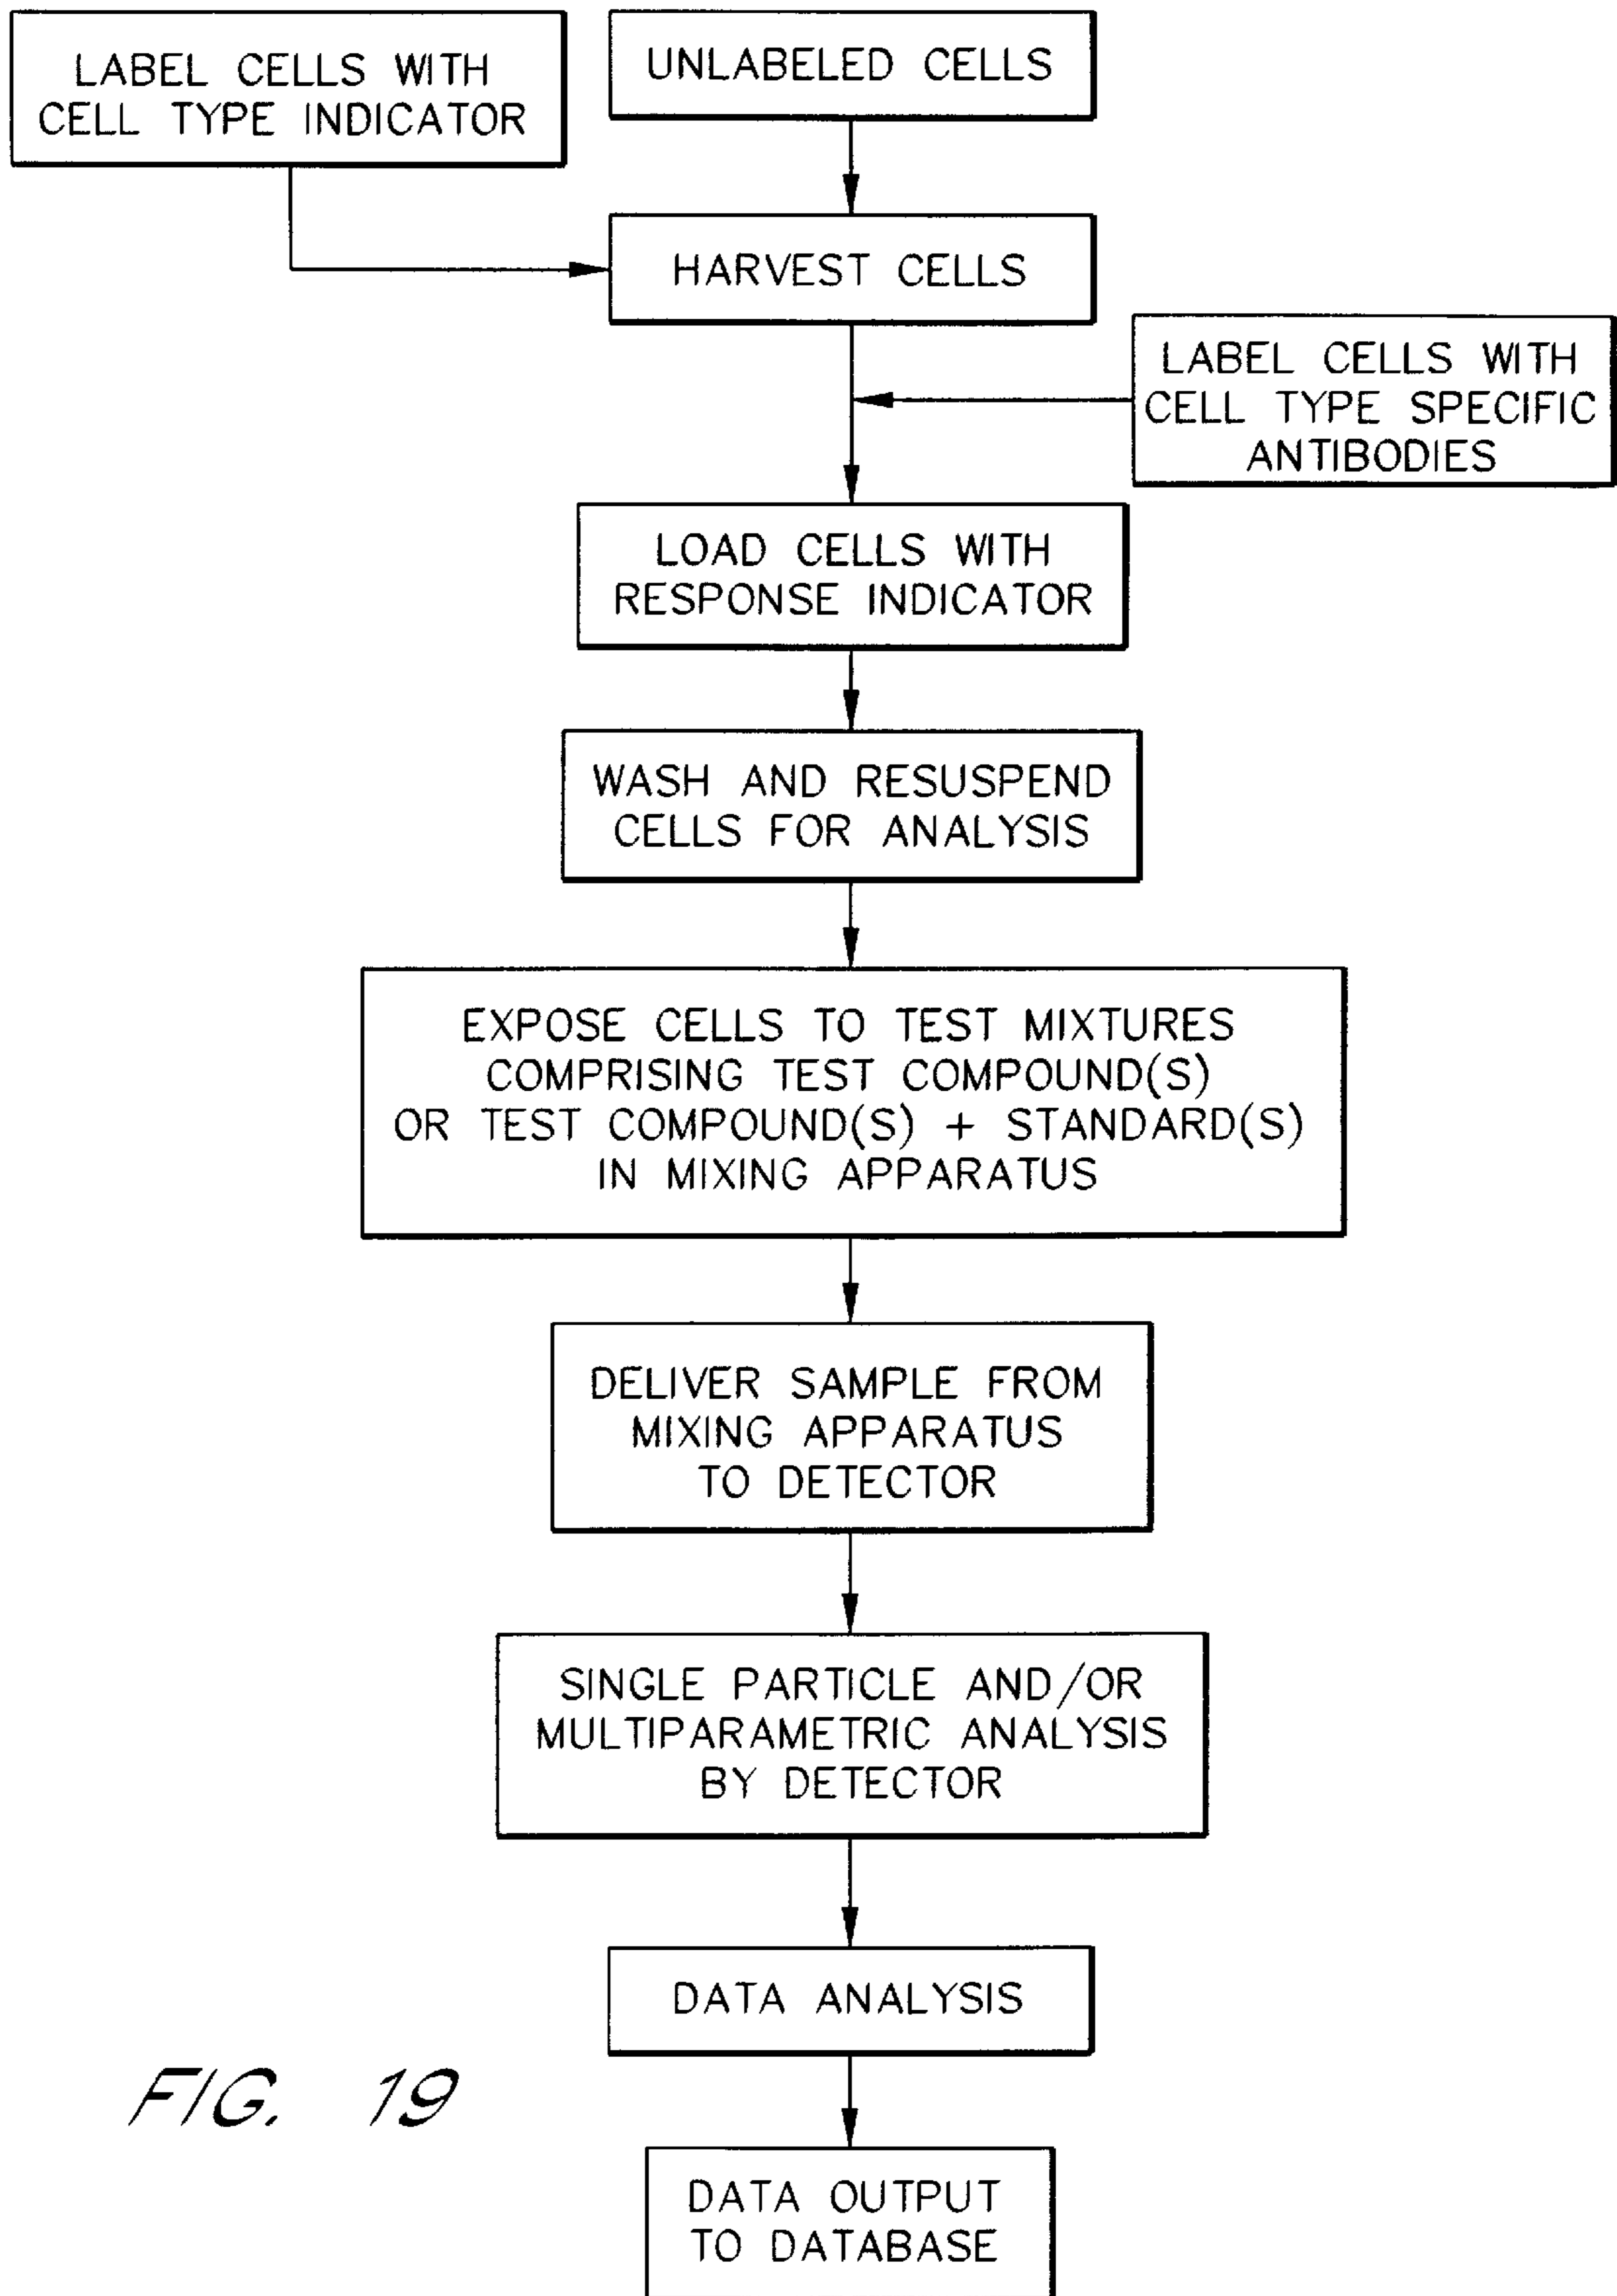 LABEL CELLS WITH
CELL TYPE INDICATOR
UNLABELED CELLS
HARVEST CELLS
LABEL CELLS WITH
CELL TYPE SPECIFIC
ANTIBODIES
LOAD CELLS WITH
RESPONSE INDICATOR
WASH AND RESUSPEND
CELLS FOR ANALYSIS
EXPOSE CELLS TO TEST MIXTURES
COMPRISING TEST COMPOUND(S)
OR TEST COMPOUND(S) + STANDARD(S)
IN MIXING APPARATUS
DELIVER SAMPLE FROM
MIXING APPARATUS
TO DETECTOR
SINGLE PARTICLE AND/OR
MULTIPARAMETRIC ANALYSIS
BY DETECTOR
DATA ANALYSIS
DATA OUTPUT
TO DATABASE
FIG. 19